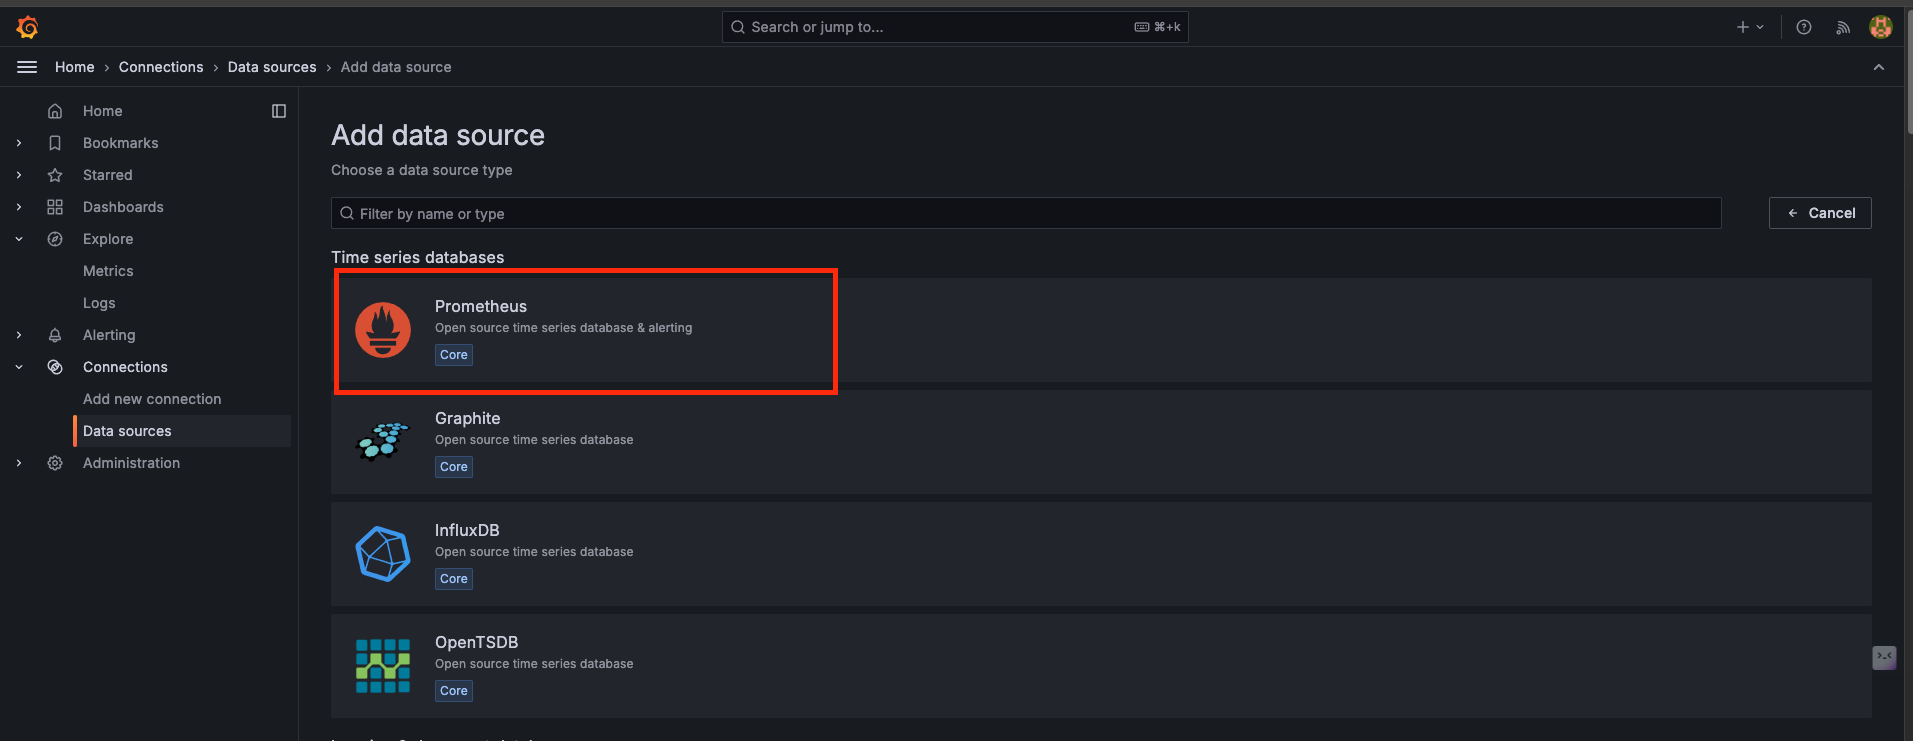 Search or jump to...
⌘+k
Home › Connections › Data sources › Add data source
Home
Bookmarks
Starred
Dashboards
Explore
Metrics
Logs
Alerting
Connections
Add new connection
Data sources
Administration
Add data source
Choose a data source type
Filter by name or type
Cancel
Time series databases
Prometheus
Open source time series database & alerting
Core
Graphite
Open source time series database
Core
InfluxDB
Open source time series database
Core
OpenTSDB
Open source time series database
Core